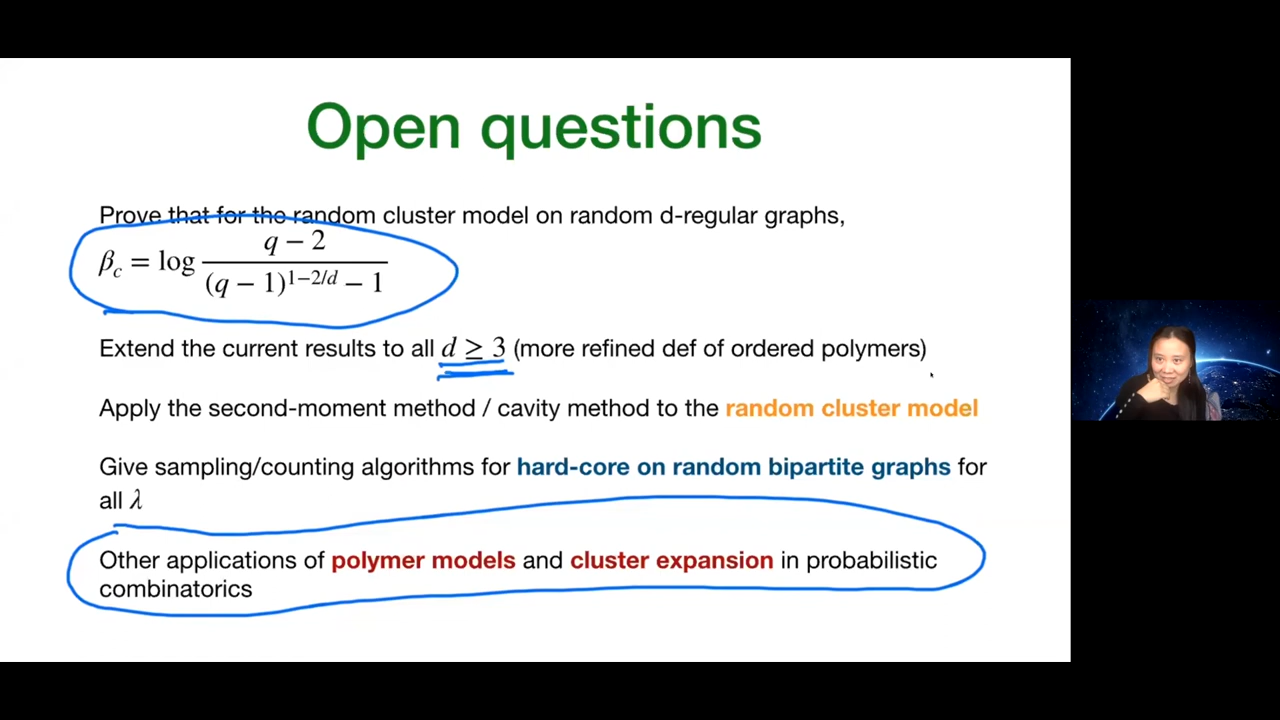 Open questions
Prove that for the random cluster model on random d-regular graphs,
β_c = log (q − 2) / ((q − 1)^{1−2/d} − 1)
Extend the current results to all d ≥ 3 (more refined def of ordered polymers)
Apply the second-moment method / cavity method to the random cluster model
Give sampling/counting algorithms for hard-core on random bipartite graphs for
all λ
Other applications of polymer models and cluster expansion in probabilistic
combinatorics